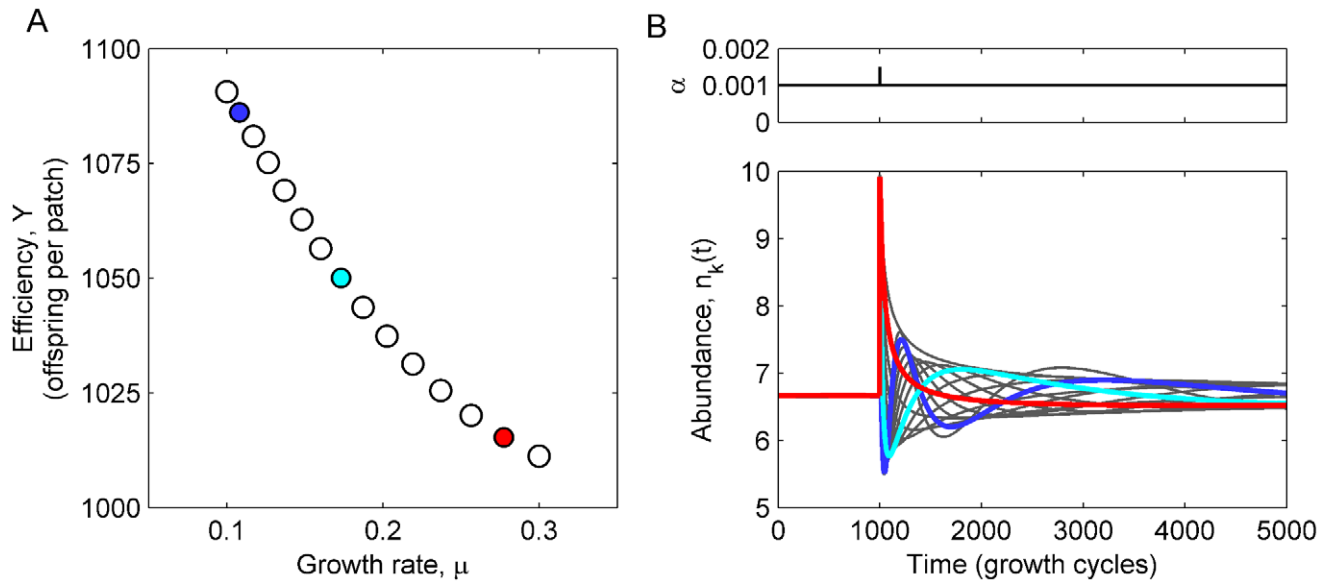 A
1100
1075
1050
1025
1000
Efficiency, Y
(offspring per patch)
0.1
0.2
0.3
Growth rate, μ
B
0.002
0.001
0
α
10
9
8
7
6
5
Abundance, n_k(t)
0
1000
2000
3000
4000
5000
Time (growth cycles)